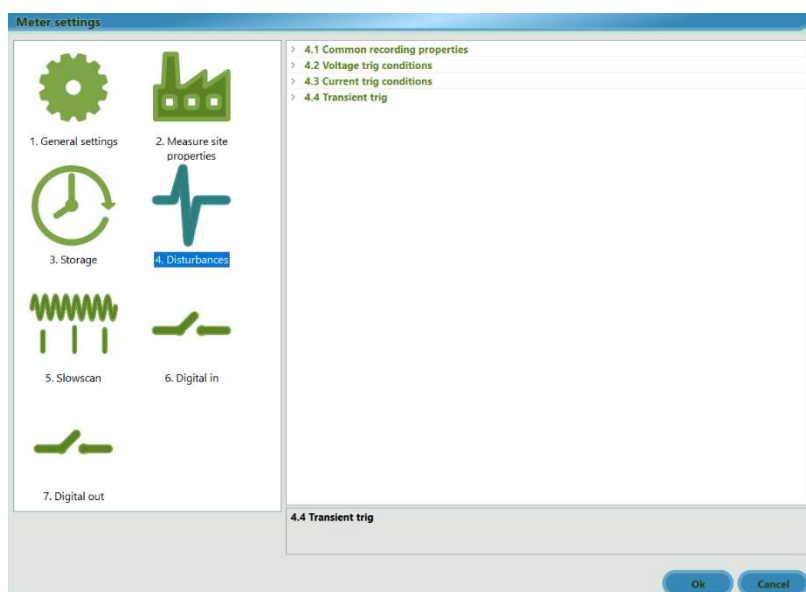 Meter settings
1. General settings
2. Measure site
properties
3. Storage
4. Disturbances
5. Slowscan
6. Digital in
7. Digital out
> 4.1 Common recording properties
> 4.2 Voltage trig conditions
> 4.3 Current trig conditions
> 4.4 Transient trig
4.4 Transient trig
Ok
Cancel